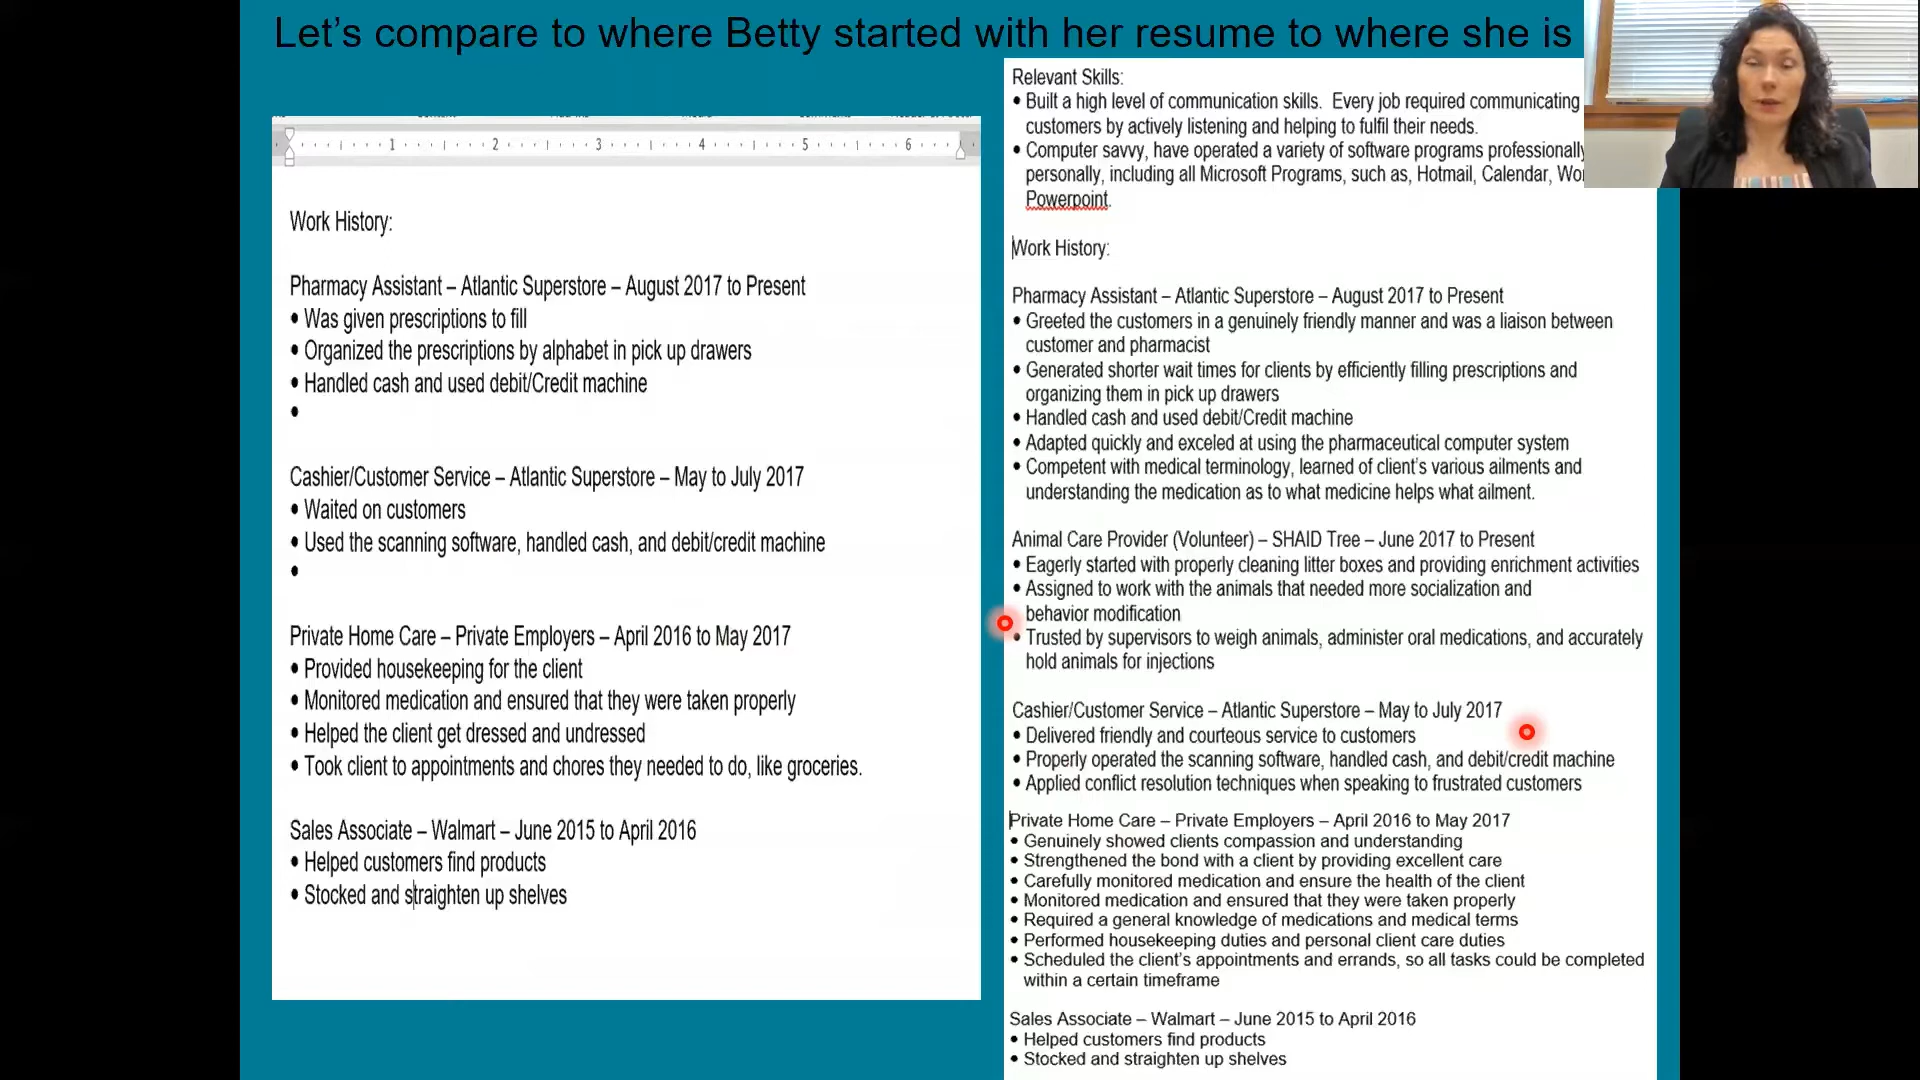 Let's compare to where Betty started with her resume to where she is
1 2 3 4 5 6
Work History:
Pharmacy Assistant – Atlantic Superstore – August 2017 to Present
• Was given prescriptions to fill
• Organized the prescriptions by alphabet in pick up drawers
• Handled cash and used debit/Credit machine
•
Cashier/Customer Service – Atlantic Superstore – May to July 2017
• Waited on customers
• Used the scanning software, handled cash, and debit/credit machine
•
Private Home Care – Private Employers – April 2016 to May 2017
• Provided housekeeping for the client
• Monitored medication and ensured that they were taken properly
• Helped the client get dressed and undressed
• Took client to appointments and chores they needed to do, like groceries.
Sales Associate – Walmart – June 2015 to April 2016
• Helped customers find products
• Stocked and straighten up shelves
Relevant Skills:
• Built a high level of communication skills. Every job required communicating
customers by actively listening and helping to fulfil their needs.
• Computer savvy, have operated a variety of software programs professionally
personally, including all Microsoft Programs, such as, Hotmail, Calendar,
Powerpoint.
Work History:
Pharmacy Assistant – Atlantic Superstore – August 2017 to Present
• Greeted the customers in a genuinely friendly manner and was a liaison between
customer and pharmacist
• Generated shorter wait times for clients by efficiently filling prescriptions and
organizing them in pick up drawers
• Handled cash and used debit/Credit machine
• Adapted quickly and exceled at using the pharmaceutical computer system
• Competent with medical terminology, learned of client's various ailments and
understanding the medication as to what medicine helps what ailment.
Animal Care Provider (Volunteer) – SHAID Tree – June 2017 to Present
• Eagerly started with properly cleaning litter boxes and providing enrichment activities
• Assigned to work with the animals that needed more socialization and
behavior modification
• Trusted by supervisors to weigh animals, administer oral medications, and accurately
hold animals for injections
Cashier/Customer Service – Atlantic Superstore – May to July 2017
• Delivered friendly and courteous service to customers
• Properly operated the scanning software, handled cash, and debit/credit machine
• Applied conflict resolution techniques when speaking to frustrated customers
Private Home Care – Private Employers – April 2016 to May 2017
• Genuinely showed clients compassion and understanding
• Strengthened the bond with a client by providing excellent care
• Carefully monitored medication and ensure the health of the client
• Monitored medication and ensured that they were taken properly
• Required a general knowledge of medications and medical terms
• Performed housekeeping duties and personal client care duties
• Scheduled the client's appointments and errands, so all tasks could be completed
within a certain timeframe
Sales Associate – Walmart – June 2015 to April 2016
• Helped customers find products
• Stocked and straighten up shelves